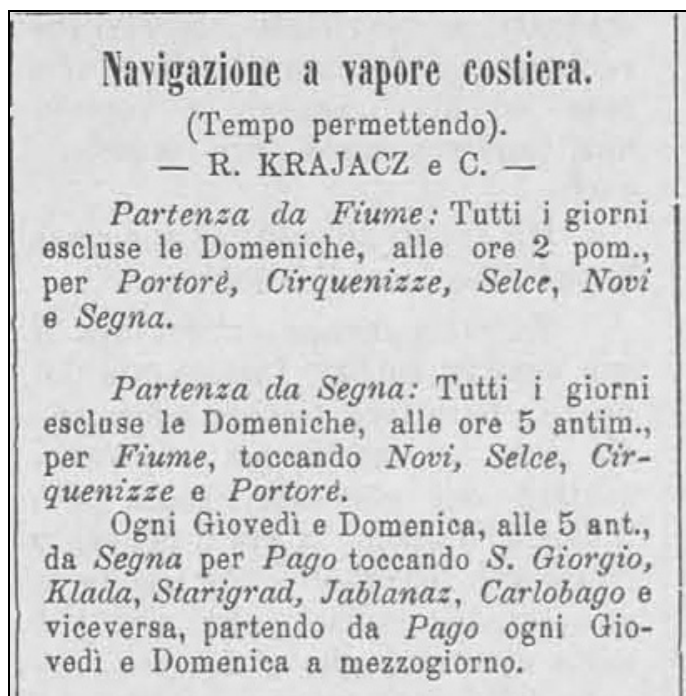 Navigazione a vapore costiera.
(Tempo permettendo).
— R. KRAJACZ e C. —
Partenza da Fiume: Tutti i giorni
escluse le Domeniche, alle ore 2 pom.,
per Portorè, Cirquenizze, Selce, Novi
e Segna.
Partenza da Segna: Tutti i giorni
escluse le Domeniche, alle ore 5 antim.,
per Fiume, toccando Novi, Selce, Cir-
quenizze e Portorè.
Ogni Giovedì e Domenica, alle 5 ant.,
da Segna per Pago toccando S. Giorgio,
Klada, Starigrad, Jablanaz, Carlobago e
viceversa, partendo da Pago ogni Gio-
vedì e Domenica a mezzogiorno.